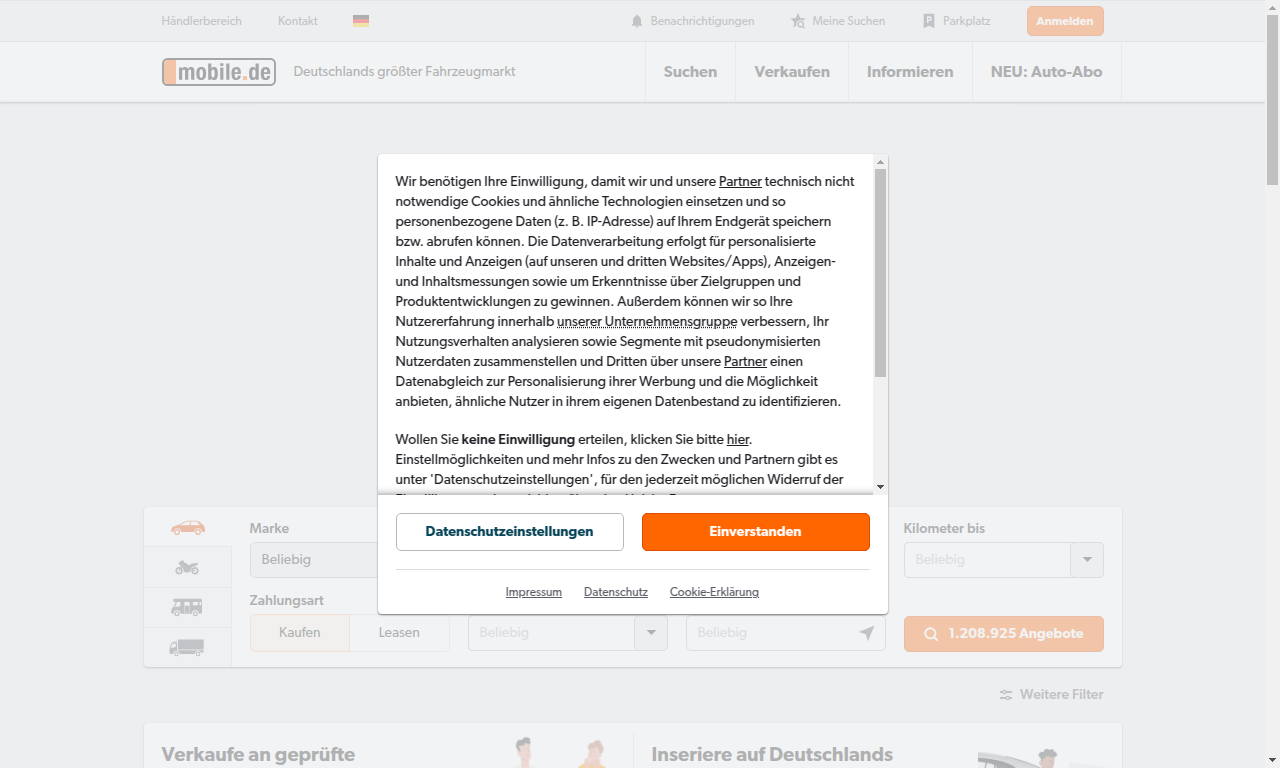 Händlerbereich Kontakt Benachrichtigungen Meine Suchen Parkplatz Anmelden
mobile.de Deutschlands größter Fahrzeugmarkt Suchen Verkaufen Informieren NEU: Auto-Abo
Wir benötigen Ihre Einwilligung, damit wir und unsere Partner technisch nicht
notwendige Cookies und ähnliche Technologien einsetzen und so
personenbezogene Daten (z. B. IP-Adresse) auf Ihrem Endgerät speichern
bzw. abrufen können. Die Datenverarbeitung erfolgt für personalisierte
Inhalte und Anzeigen (auf unseren und dritten Websites/Apps), Anzeigen-
und Inhaltsmessungen sowie um Erkenntnisse über Zielgruppen und
Produktentwicklungen zu gewinnen. Außerdem können wir so Ihre
Nutzererfahrung innerhalb unserer Unternehmensgruppe verbessern, Ihr
Nutzungsverhalten analysieren sowie Segmente mit pseudonymisierten
Nutzerdaten zusammenstellen und Dritten über unsere Partner einen
Datenabgleich zur Personalisierung ihrer Werbung und die Möglichkeit
anbieten, ähnliche Nutzer in ihrem eigenen Datenbestand zu identifizieren.
Wollen Sie keine Einwilligung erteilen, klicken Sie bitte hier.
Einstellmöglichkeiten und mehr Infos zu den Zwecken und Partnern gibt es
unter 'Datenschutzeinstellungen', für den jederzeit möglichen Widerruf der
Datenschutzeinstellungen Einverstanden
Impressum Datenschutz Cookie-Erklärung
Marke Kilometer bis
Beliebig Beliebig
Zahlungsart
Kaufen Leasen Beliebig Beliebig 1.208.925 Angebote
Weitere Filter
Verkaufe an geprüfte Inseriere auf Deutschlands